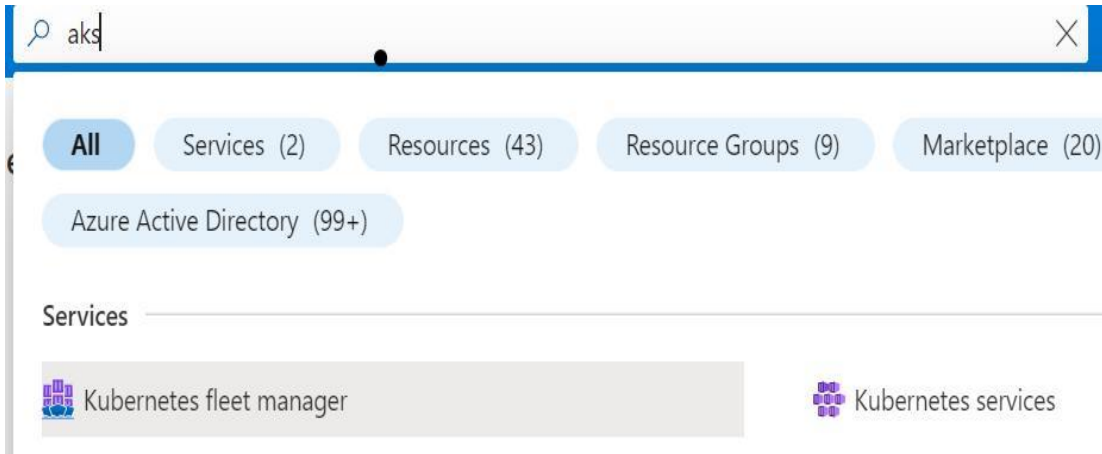 aks
All Services (2) Resources (43) Resource Groups (9) Marketplace (20)
Azure Active Directory (99+)
Services
Kubernetes fleet manager Kubernetes services